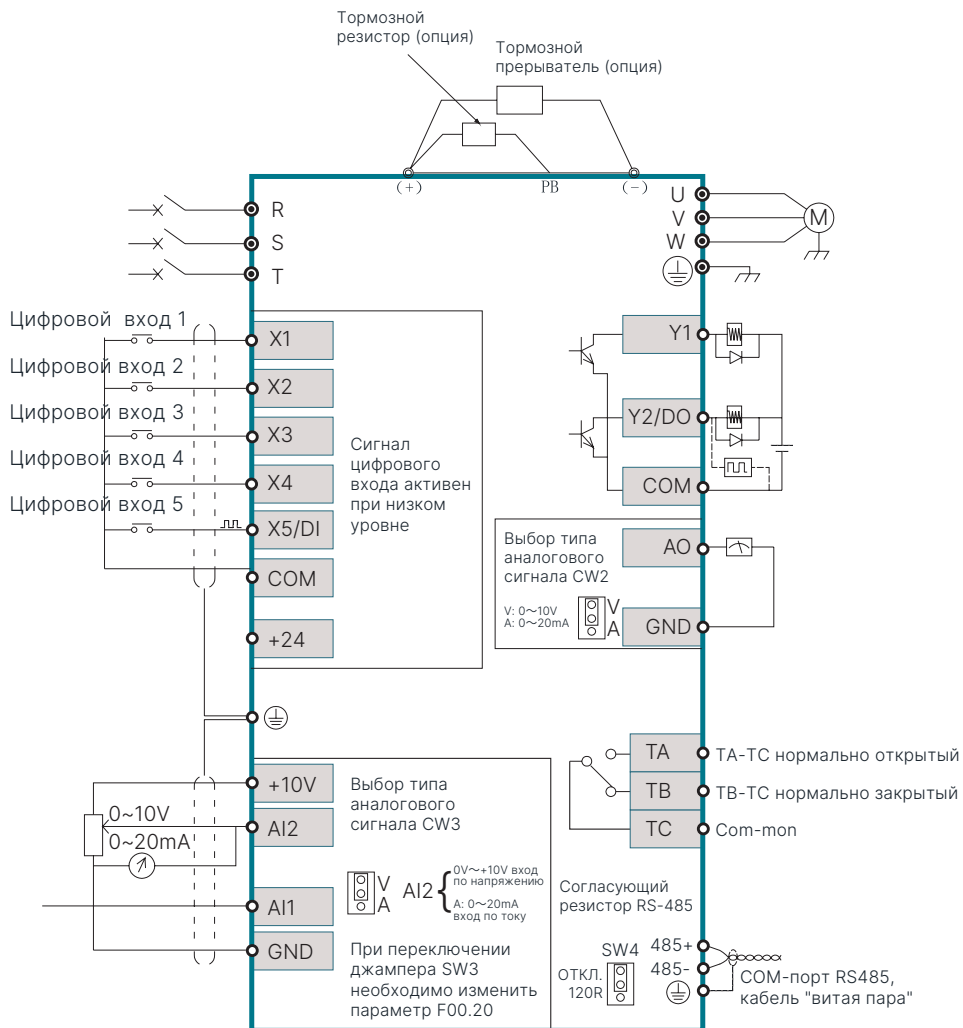 Тормозной
резистор (опция)
Тормозной
прерыватель (опция)
(+)
PB
(−)
R
S
T
U
V
W
M
Цифровой вход 1
Цифровой вход 2
Цифровой вход 3
Цифровой вход 4
Цифровой вход 5
X1
X2
X3
X4
X5/DI
COM
+24
Сигнал
цифрового
входа активен
при низком
уровне
Y1
Y2/DO
COM
Выбор типа
аналогового
сигнала CW2
V: 0～10V
A: 0～20mA
V
A
AO
GND
TA
TB
TC
TA-TC нормально открытый
TB-TC нормально закрытый
Com-mon
+10V
AI2
AI1
GND
0~10V
0~20mA
Выбор типа
аналогового
сигнала CW3
V
A
AI2
0V～+10V вход
по напряжению
A: 0～20mA
вход по току
При переключении
джампера SW3
необходимо изменить
параметр F00.20
Согласующий
резистор RS-485
SW4
ОТКЛ.
120R
485+
485-
COM-порт RS485,
кабель "витая пара"